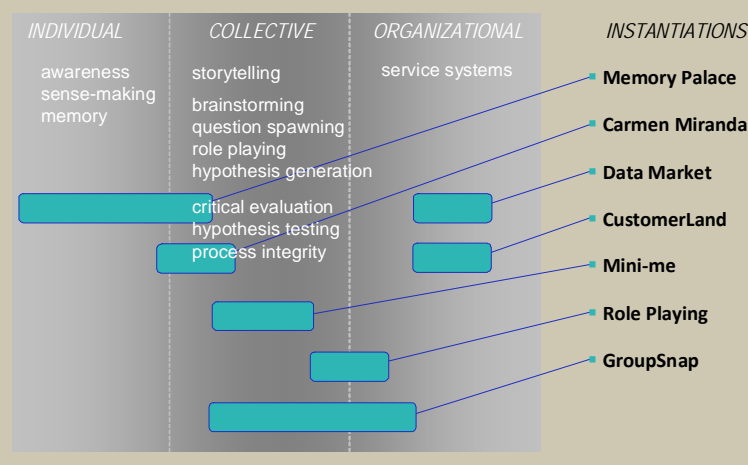 INDIVIDUAL
COLLECTIVE
ORGANIZATIONAL
INSTANTIATIONS
awareness
sense-making
memory
storytelling
brainstorming
question spawning
role playing
hypothesis generation
critical evaluation
hypothesis testing
process integrity
service systems
Memory Palace
Carmen Miranda
Data Market
CustomerLand
Mini-me
Role Playing
GroupSnap